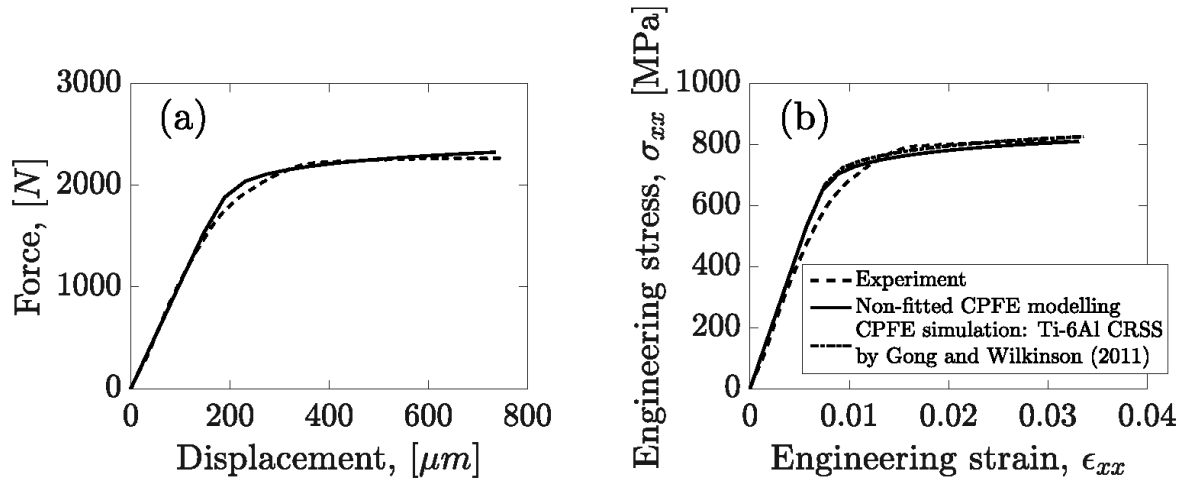 (a)
Force, [N]
3000
2000
1000
0
0 200 400 600 800
Displacement, [μm]
(b)
Engineering stress, σxx [MPa]
1000
800
600
400
200
0
Experiment
Non-fitted CPFE modelling
CPFE simulation: Ti-6Al CRSS
by Gong and Wilkinson (2011)
0 0.01 0.02 0.03 0.04
Engineering strain, ϵxx